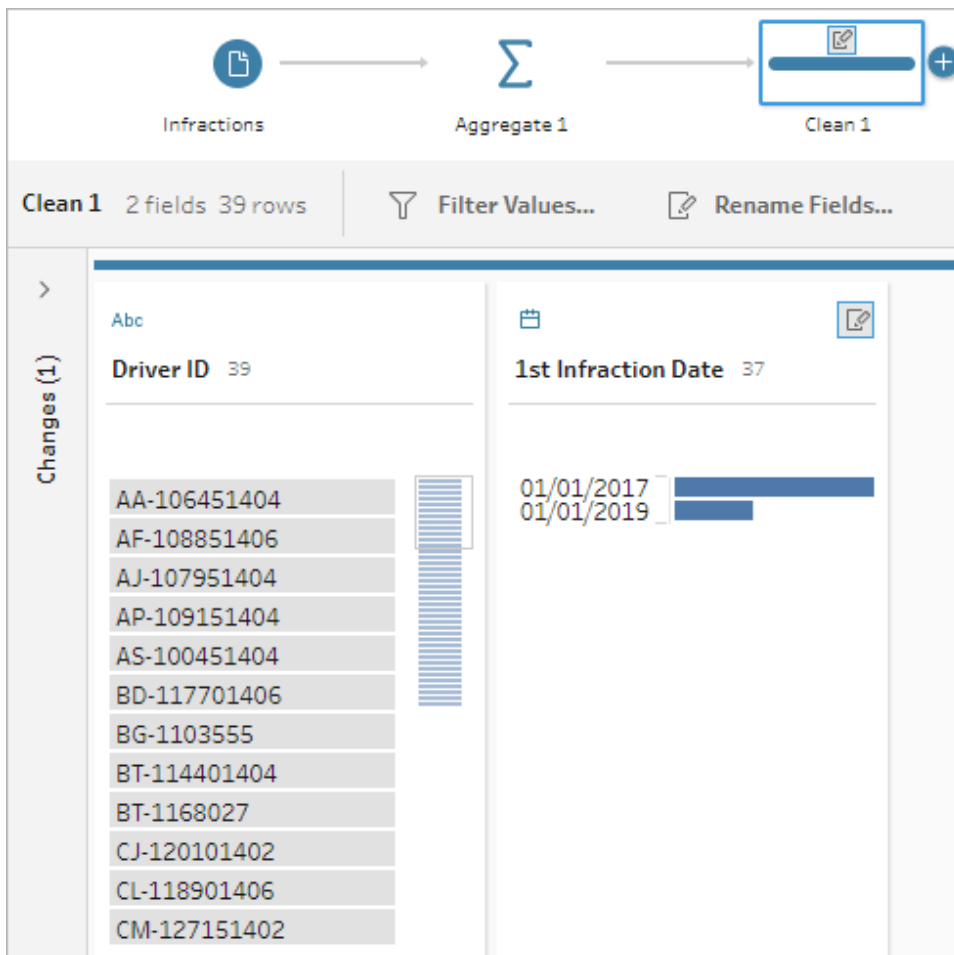 Infractions
Aggregate 1
Clean 1
Clean 1 2 fields 39 rows Filter Values... Rename Fields...
Changes (1)
Abc
Driver ID 39
AA-106451404
AF-108851406
AJ-107951404
AP-109151404
AS-100451404
BD-117701406
BG-1103555
BT-114401404
BT-1168027
CJ-120101402
CL-118901406
CM-127151402
1st Infraction Date 37
01/01/2017
01/01/2019